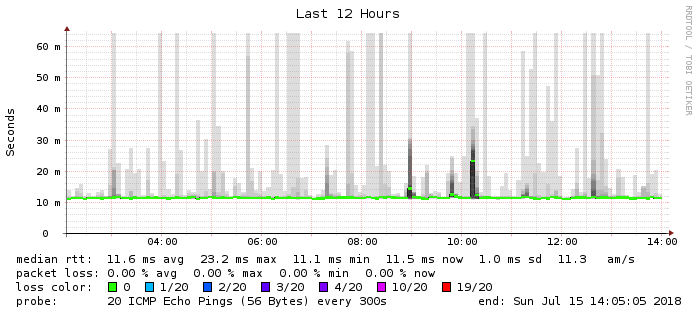 Last 12 Hours
RRDTOOL / TOBI OETIKER
Seconds
60 m
50 m
40 m
30 m
20 m
10 m
0
04:00 06:00 08:00 10:00 12:00 14:00
median rtt: 11.6 ms avg 23.2 ms max 11.1 ms min 11.5 ms now 1.0 ms sd 11.3 am/s
packet loss: 0.00 % avg 0.00 % max 0.00 % min 0.00 % now
loss color: 0 1/20 2/20 3/20 4/20 10/20 19/20
probe: 20 ICMP Echo Pings (56 Bytes) every 300s end: Sun Jul 15 14:05:05 2018